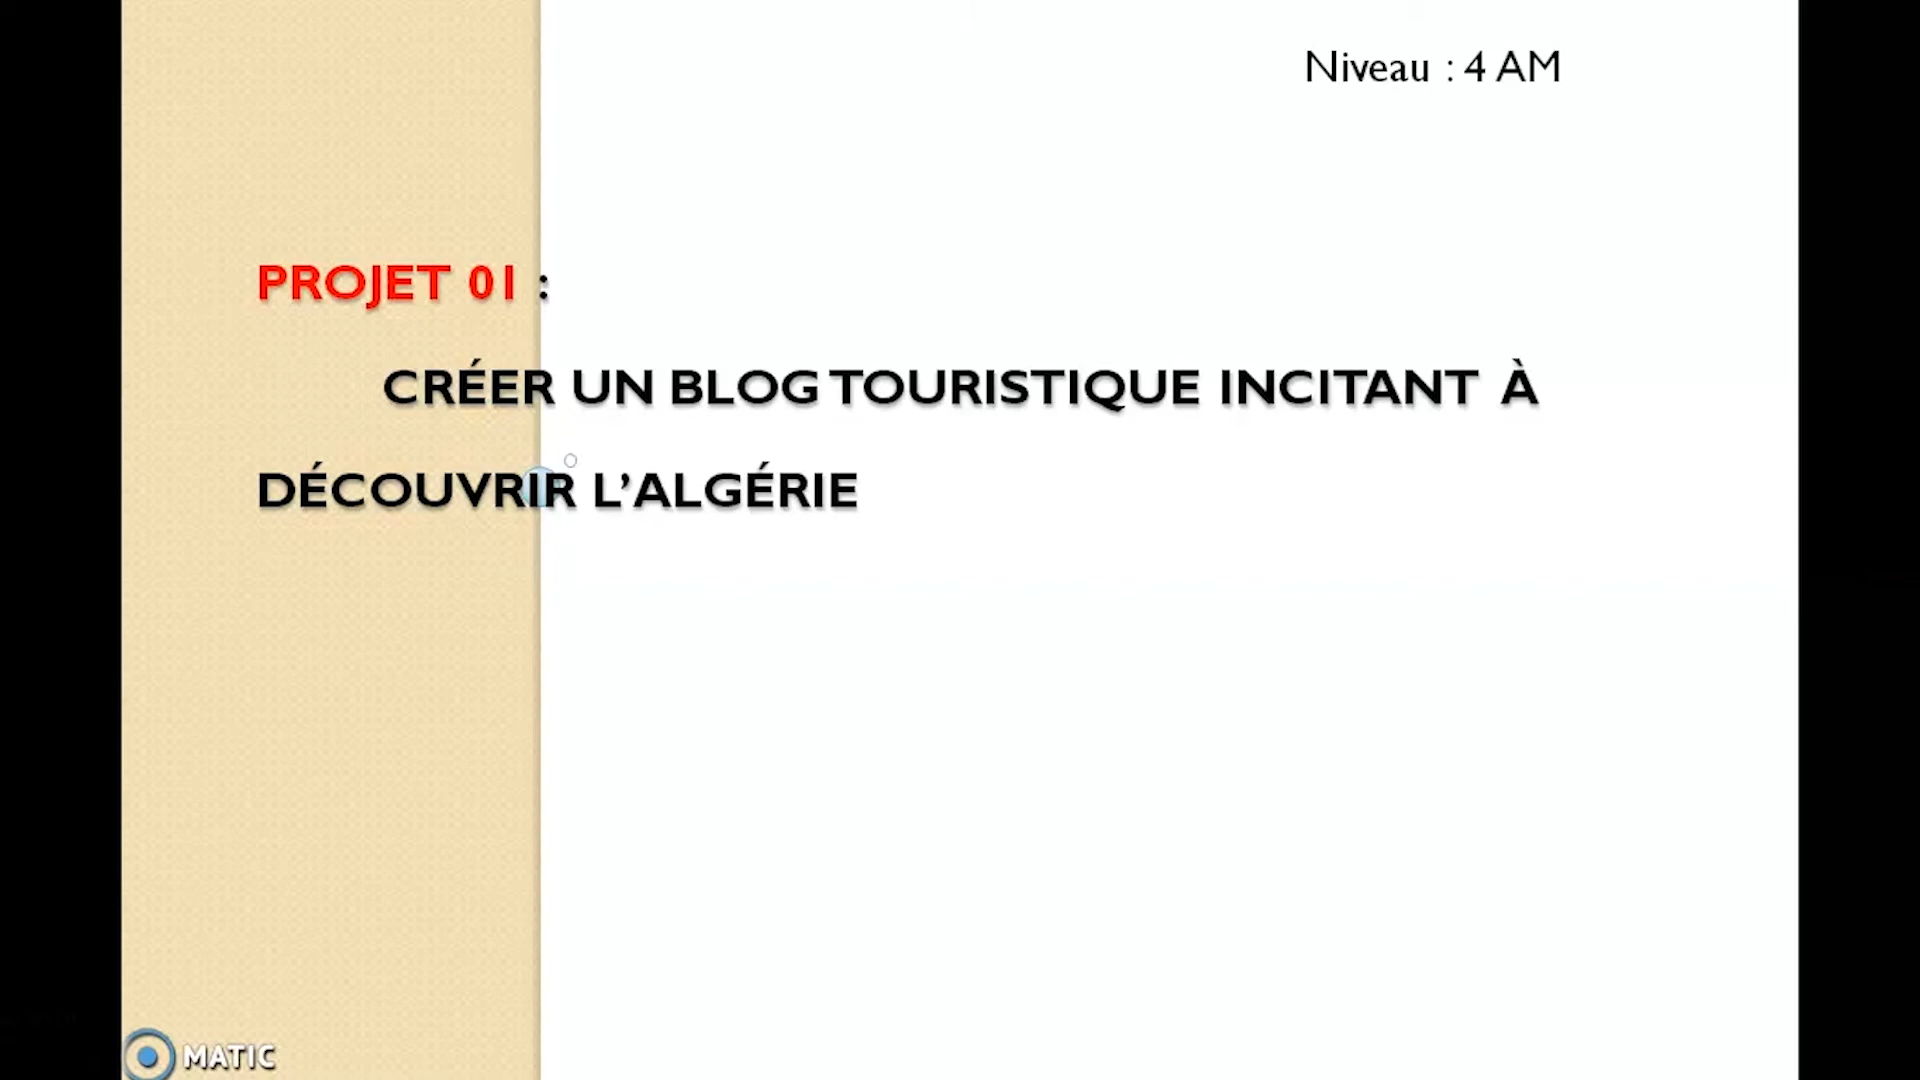 Niveau : 4 AM
PROJET 01 :
CRÉER UN BLOG TOURISTIQUE INCITANT À
DÉCOUVRIR L’ALGÉRIE
MATIC